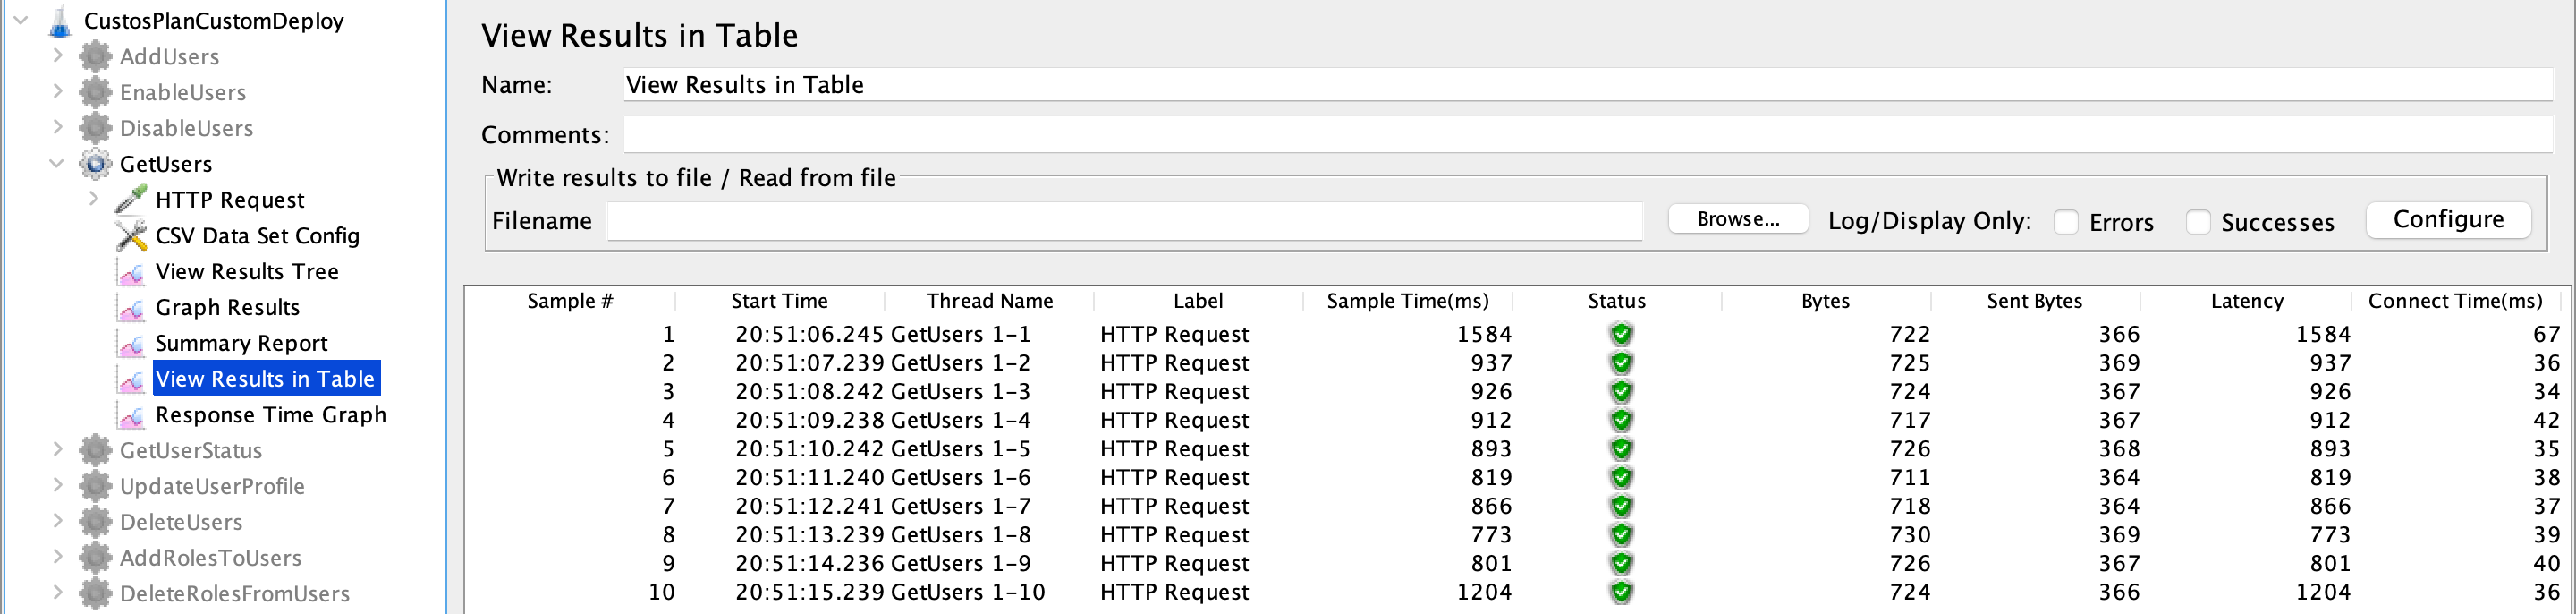 CustosPlanCustomDeploy
AddUsers
EnableUsers
DisableUsers
GetUsers
HTTP Request
CSV Data Set Config
View Results Tree
Graph Results
Summary Report
View Results in Table
Response Time Graph
GetUserStatus
UpdateUserProfile
DeleteUsers
AddRolesToUsers
DeleteRolesFromUsers
View Results in Table
Name: View Results in Table
Comments:
Write results to file / Read from file
Filename Browse... Log/Display Only: Errors Successes Configure
Sample # Start Time Thread Name Label Sample Time(ms) Status Bytes Sent Bytes Latency Connect Time(ms)
1 20:51:06.245 GetUsers 1-1 HTTP Request 1584 722 366 1584 67
2 20:51:07.239 GetUsers 1-2 HTTP Request 937 725 369 937 36
3 20:51:08.242 GetUsers 1-3 HTTP Request 926 724 367 926 34
4 20:51:09.238 GetUsers 1-4 HTTP Request 912 717 367 912 42
5 20:51:10.242 GetUsers 1-5 HTTP Request 893 726 368 893 35
6 20:51:11.240 GetUsers 1-6 HTTP Request 819 711 364 819 38
7 20:51:12.241 GetUsers 1-7 HTTP Request 866 718 364 866 37
8 20:51:13.239 GetUsers 1-8 HTTP Request 773 730 369 773 39
9 20:51:14.236 GetUsers 1-9 HTTP Request 801 726 367 801 40
10 20:51:15.239 GetUsers 1-10 HTTP Request 1204 724 366 1204 36